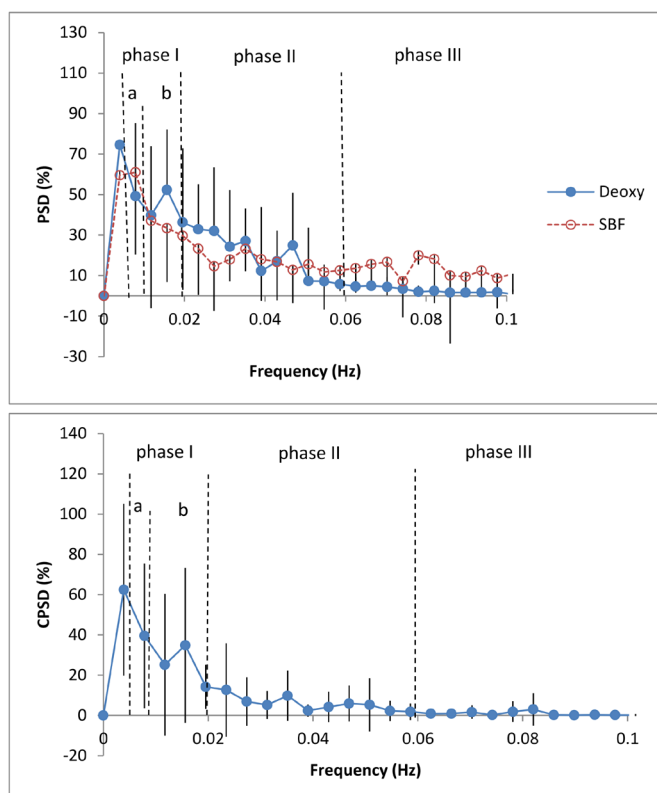 130
110
90
70
50
30
10
-10
-30
PSD (%)
phase I
phase II
phase III
a
b
0
0.02
0.04
0.06
0.08
0.1
Frequency (Hz)
Deoxy
SBF
140
120
100
80
60
40
20
0
-20
CPSD (%)
phase I
phase II
phase III
a
b
0
0.02
0.04
0.06
0.08
0.1
Frequency (Hz)